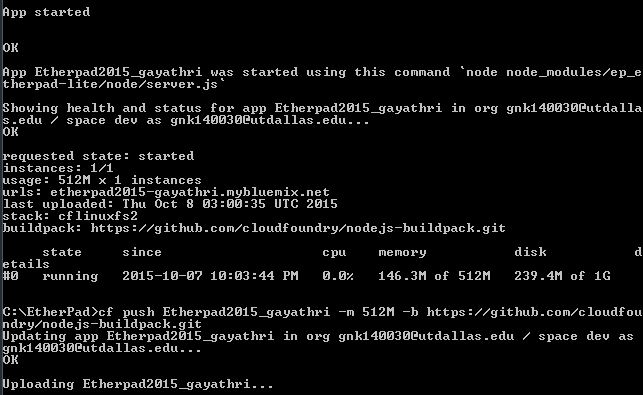 App started
OK
App Etherpad2015_gayathri was started using this command `node node_modules/ep_e
therpad-lite/node/server.js`
Showing health and status for app Etherpad2015_gayathri in org gnk140030@utdalla
s.edu / space dev as gnk140030@utdallas.edu...
OK
requested state: started
instances: 1/1
usage: 512M x 1 instances
urls: etherpad2015-gayathri.mybluemix.net
last uploaded: Thu Oct 8 03:00:35 UTC 2015
stack: cflinuxfs2
buildpack: https://github.com/cloudfoundry/nodejs-buildpack.git
state since cpu memory disk d
etails
#0 running 2015-10-07 10:03:44 PM 0.0% 146.3M of 512M 239.4M of 1G
C:\EtherPad>cf push Etherpad2015_gayathri -m 512M -b https://github.com/cloudfou
ndry/nodejs-buildpack.git
Updating app Etherpad2015_gayathri in org gnk140030@utdallas.edu / space dev as
gnk140030@utdallas.edu...
OK
Uploading Etherpad2015_gayathri...